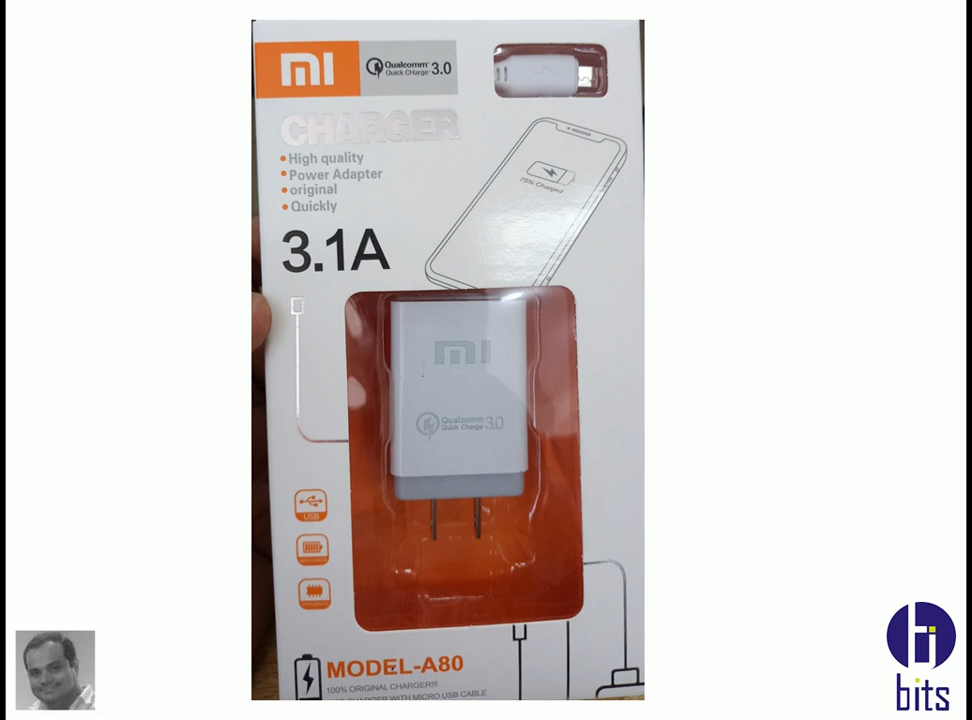 mi
Qualcomm
Quick Charge 3.0
CHARGER
High quality
Power Adapter
original
Quickly
3.1A
75% Charged
mi
Qualcomm
Quick Charge 3.0
USB
MODEL-A80
100% ORIGINAL CHARGER!!!
CHARGER WITH MICRO USB CABLE
bits